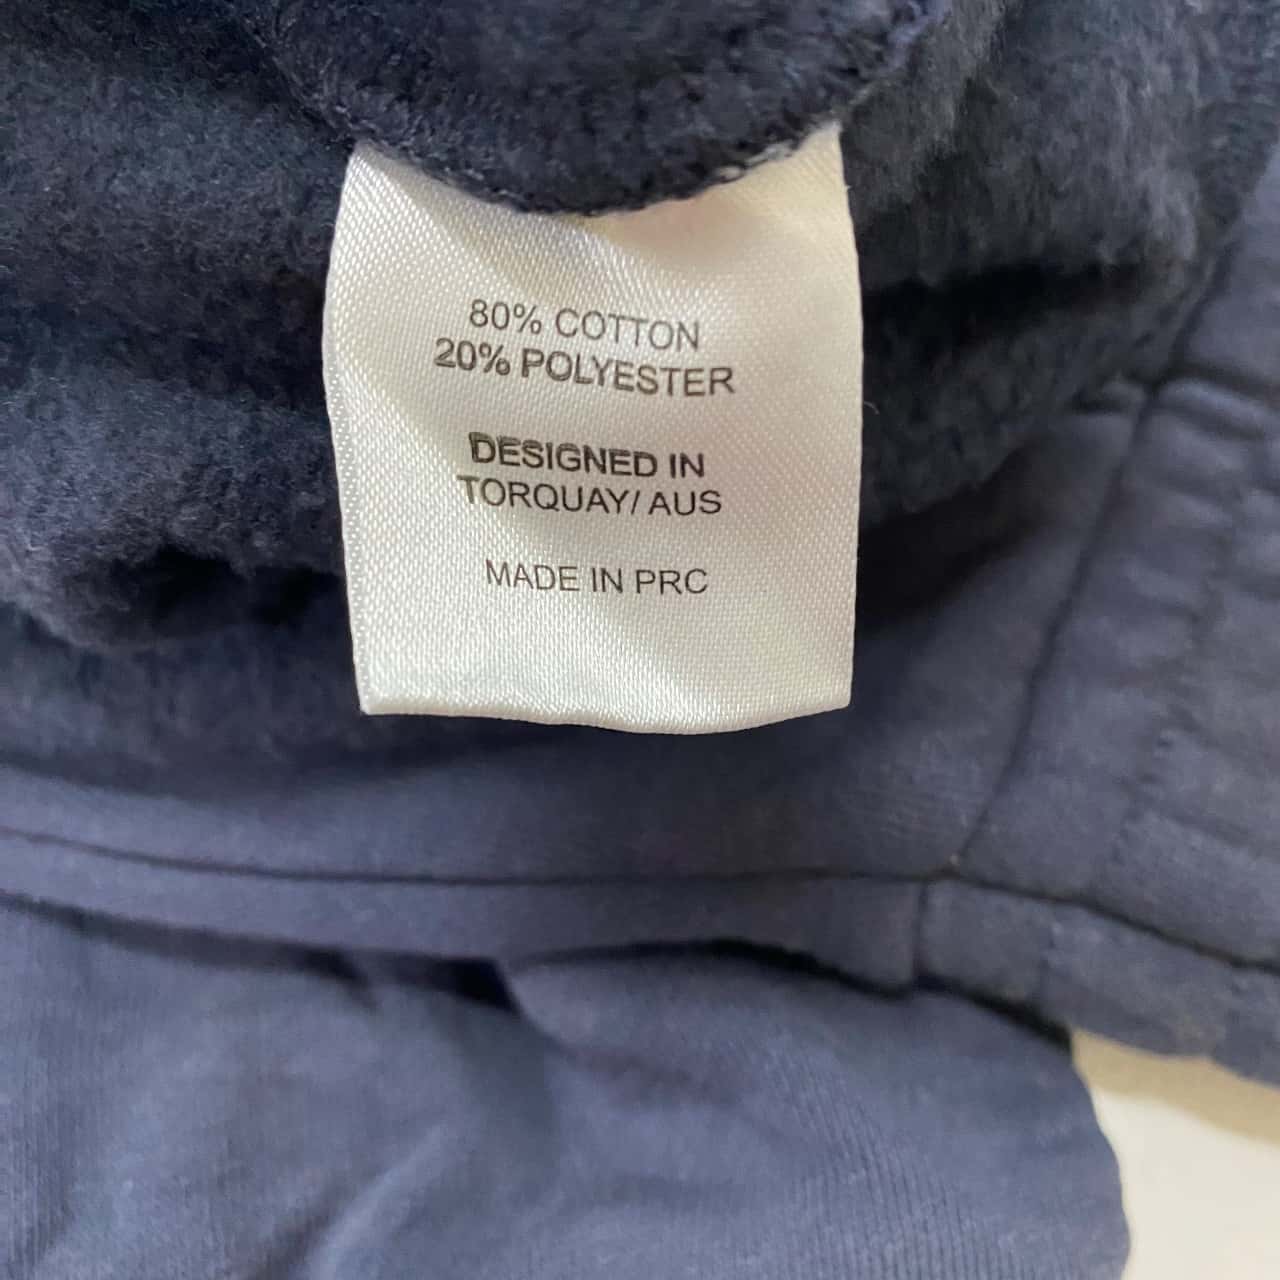 80% COTTON
20% POLYESTER
DESIGNED IN
TORQUAY/ AUS
MADE IN PRC